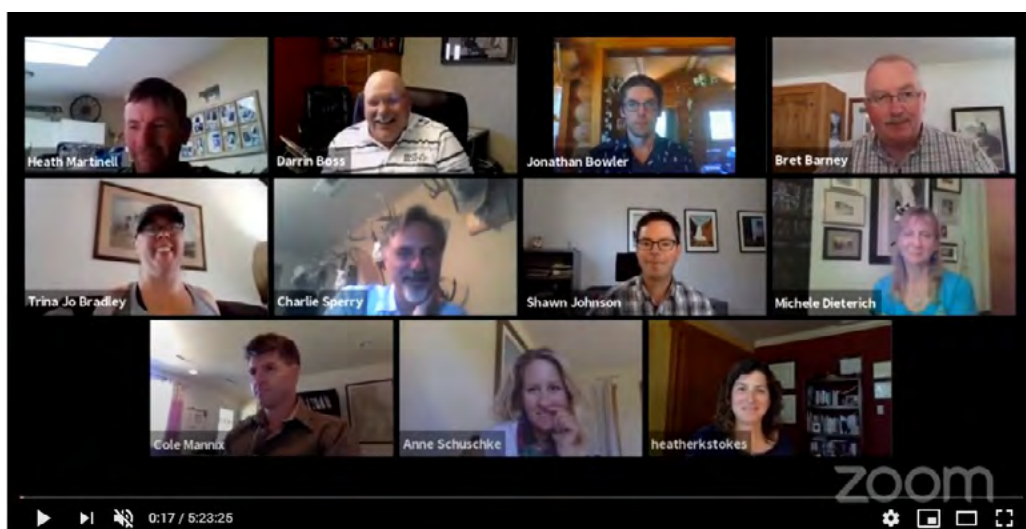 Heath Martinell
Darrin Boss
Jonathan Bowler
Bret Barney
Trina Jo Bradley
Charlie Sperry
Shawn Johnson
Michele Dieterich
Cole Mannix
Anne Schuschke
heatherkstokes
zoom
0:17 / 5:23:25